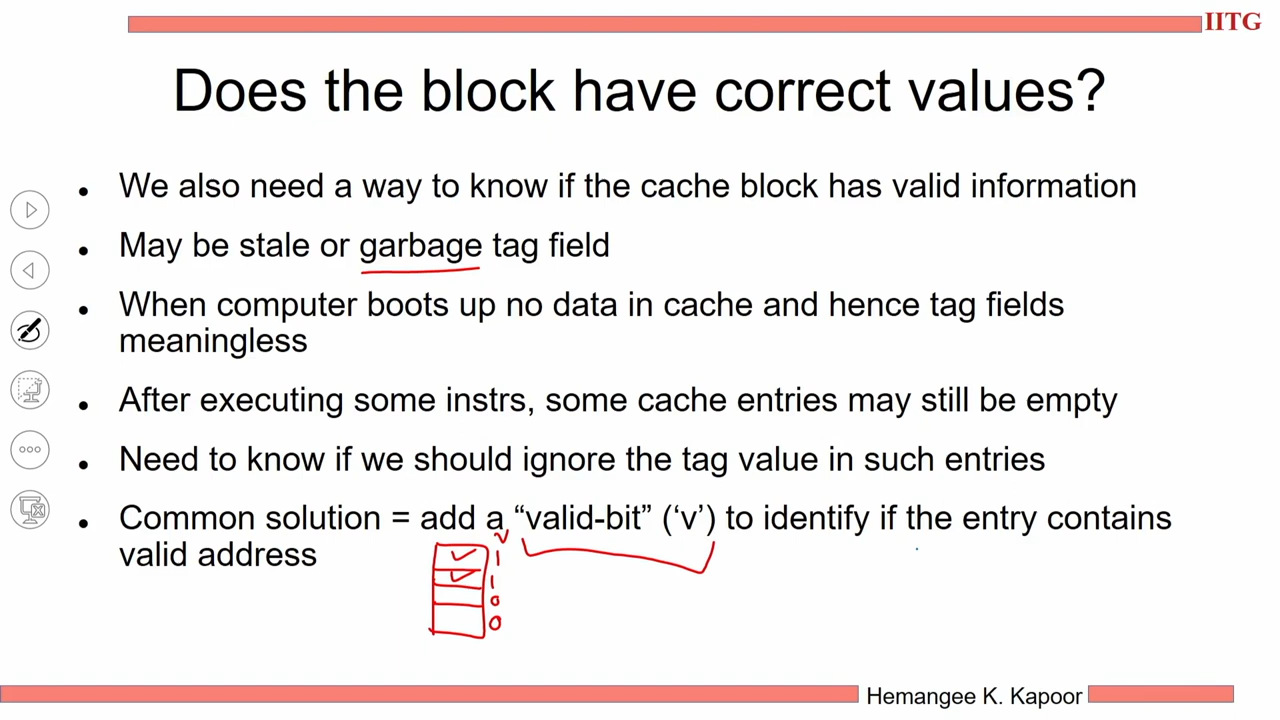 IITG
Does the block have correct values?
• We also need a way to know if the cache block has valid information
• May be stale or garbage tag field
• When computer boots up no data in cache and hence tag fields
meaningless
• After executing some instrs, some cache entries may still be empty
• Need to know if we should ignore the tag value in such entries
• Common solution = add a “valid-bit” (‘v’) to identify if the entry contains
valid address
v
1
1
0
0
Hemangee K. Kapoor